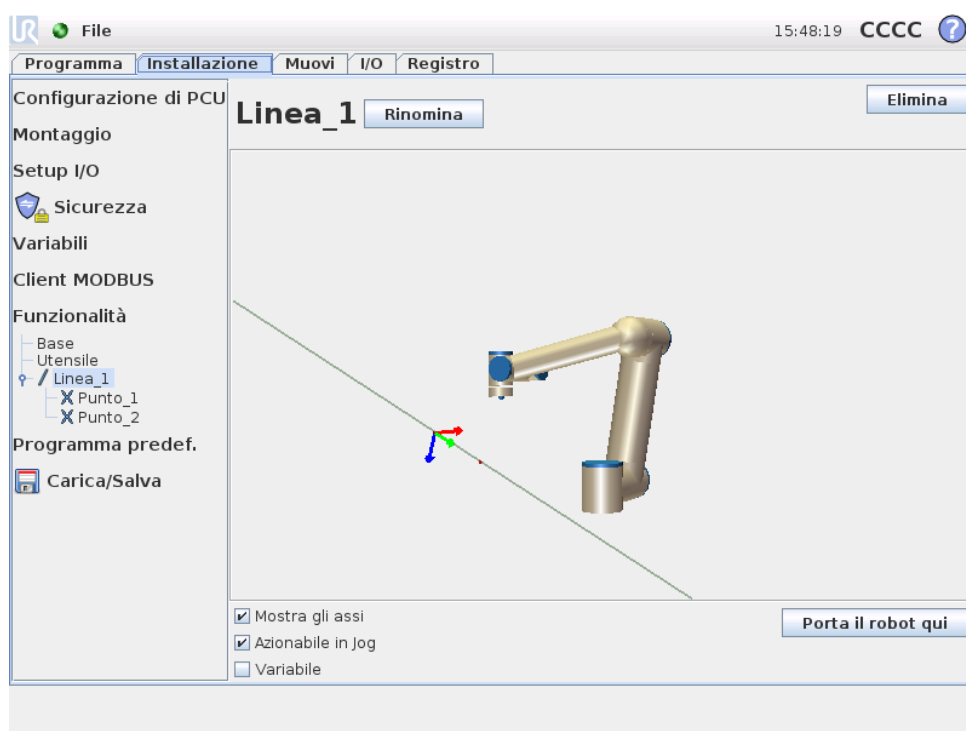 UR File 15:48:19 CCCC ?
Programma Installazione Muovi I/O Registro
Configurazione di PCU
Montaggio
Setup I/O
Sicurezza
Variabili
Client MODBUS
Funzionalità
Base
Utensile
Linea_1
Punto_1
Punto_2
Programma predef.
Carica/Salva
Linea_1 Rinomina Elimina
Mostra gli assi
Azionabile in Jog
Variabile
Porta il robot qui